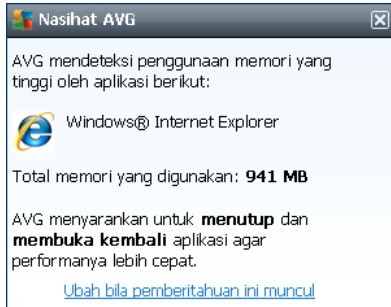 Nasihat AVG
AVG mendeteksi penggunaan memori yang
tinggi oleh aplikasi berikut:
Windows® Internet Explorer
Total memori yang digunakan: 941 MB
AVG menyarankan untuk menutup dan
membuka kembali aplikasi agar
performanya lebih cepat.
Ubah bila pemberitahuan ini muncul